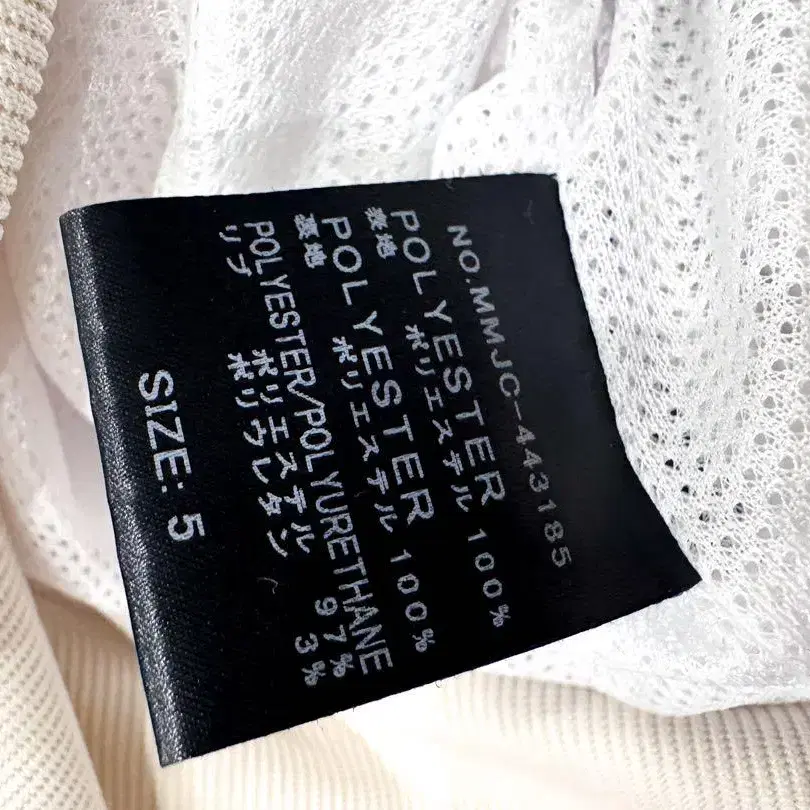 NO.MMJC-443185
POLYESTER
表地 ポリエステル 100%
POLYESTER
裏地 ポリエステル 100%
POLYESTER/POLYURETHANE
リブ ポリエステル 97%
ポリウレタン 3%
SIZE: 5